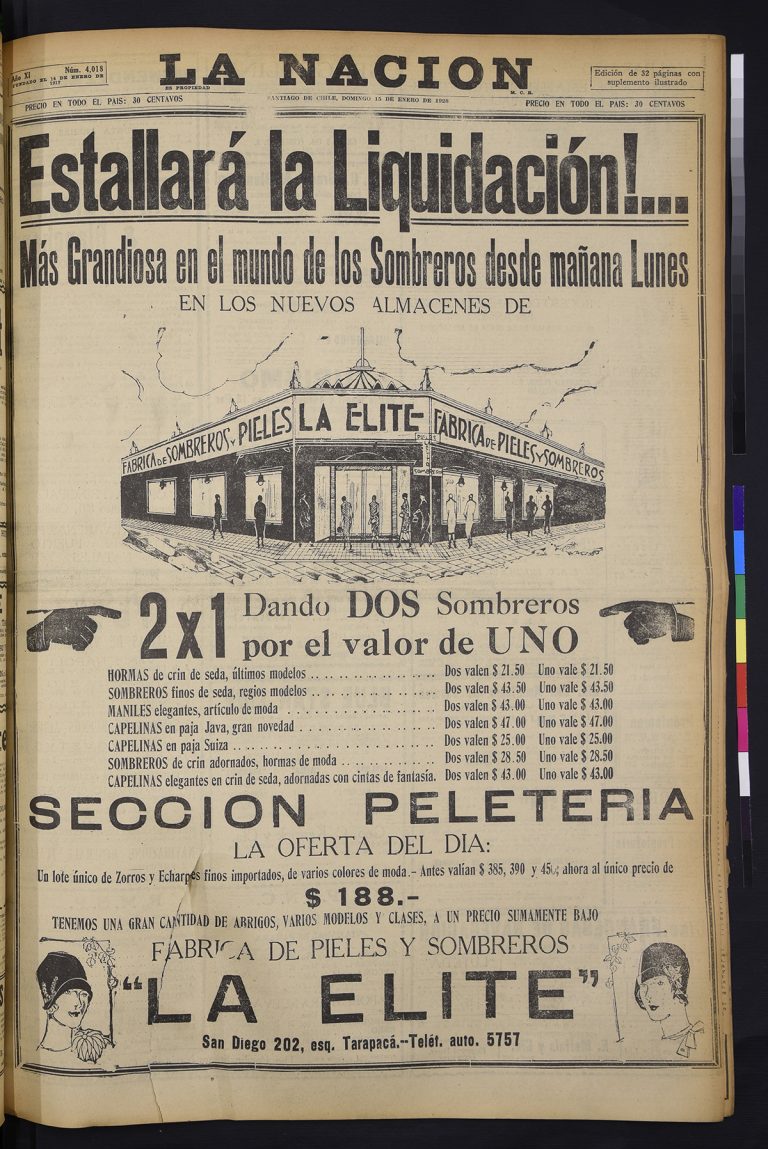 Año XI Núm. 4,018
FUNDADO EL 14 DE ENERO DE 1917
LA NACION
ES PROPIEDAD
M. C. R.
Edición de 32 páginas con
suplemento ilustrado
PRECIO EN TODO EL PAIS: 30 CENTAVOS
SANTIAGO DE CHILE, DOMINGO 15 DE ENERO DE 1928
PRECIO EN TODO EL PAIS: 30 CENTAVOS
Estallará la Liquidación!...
Más Grandiosa en el mundo de los Sombreros desde mañana Lunes
EN LOS NUEVOS ALMACENES DE
FABRICA DE SOMBREROS Y PIELES
LA ELITE
FABRICA DE PIELES Y SOMBREROS
2x1
Dando DOS Sombreros
por el valor de UNO
HORMAS de crin de seda, últimos modelos . . . . . . . . . . . . . . . . Dos valen $ 21.50 Uno vale $ 21.50
SOMBREROS finos de seda, regios modelos . . . . . . . . . . . . . . . . Dos valen $ 43.50 Uno vale $ 43.50
MANILES elegantes, artículo de moda . . . . . . . . . . . . . . . . . . . Dos valen $ 43.00 Uno vale $ 43.00
CAPELINAS en paja Java, gran novedad . . . . . . . . . . . . . . . . . Dos valen $ 47.00 Uno vale $ 47.00
CAPELINAS en paja Suiza . . . . . . . . . . . . . . . . . . . . . . . . . Dos valen $ 25.00 Uno vale $ 25.00
SOMBREROS de crin adornados, hormas de moda . . . . . . . . . . . . Dos valen $ 28.50 Uno vale $ 28.50
CAPELINAS elegantes en crin de seda, adornadas con cintas de fantasía. Dos valen $ 43.00 Uno vale $ 43.00
SECCION PELETERIA
LA OFERTA DEL DIA:
Un lote único de Zorros y Echarpes finos importados, de varios colores de moda.- Antes valían $ 385, 390 y 450; ahora al único precio de
$ 188.-
TENEMOS UNA GRAN CANTIDAD DE ABRIGOS, VARIOS MODELOS Y CLASES, A UN PRECIO SUMAMENTE BAJO
FABRICA DE PIELES Y SOMBREROS
"LA ELITE"
San Diego 202, esq. Tarapacá.--Teléf. auto. 5757